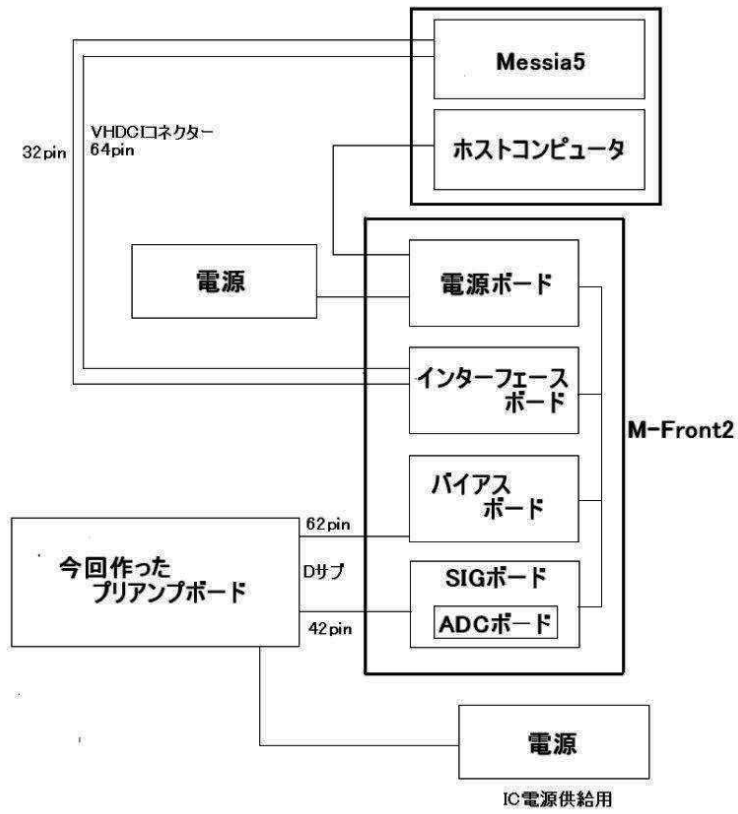 Messia5
ホストコンピュータ
VHDCIコネクター
64pin
32pin
電源
電源ボード
インターフェース
ボード
M-Front2
バイアス
ボード
62pin
今回作った
プリアンプボード
Dサブ
SIGボード
ADCボード
42pin
電源
IC電源供給用